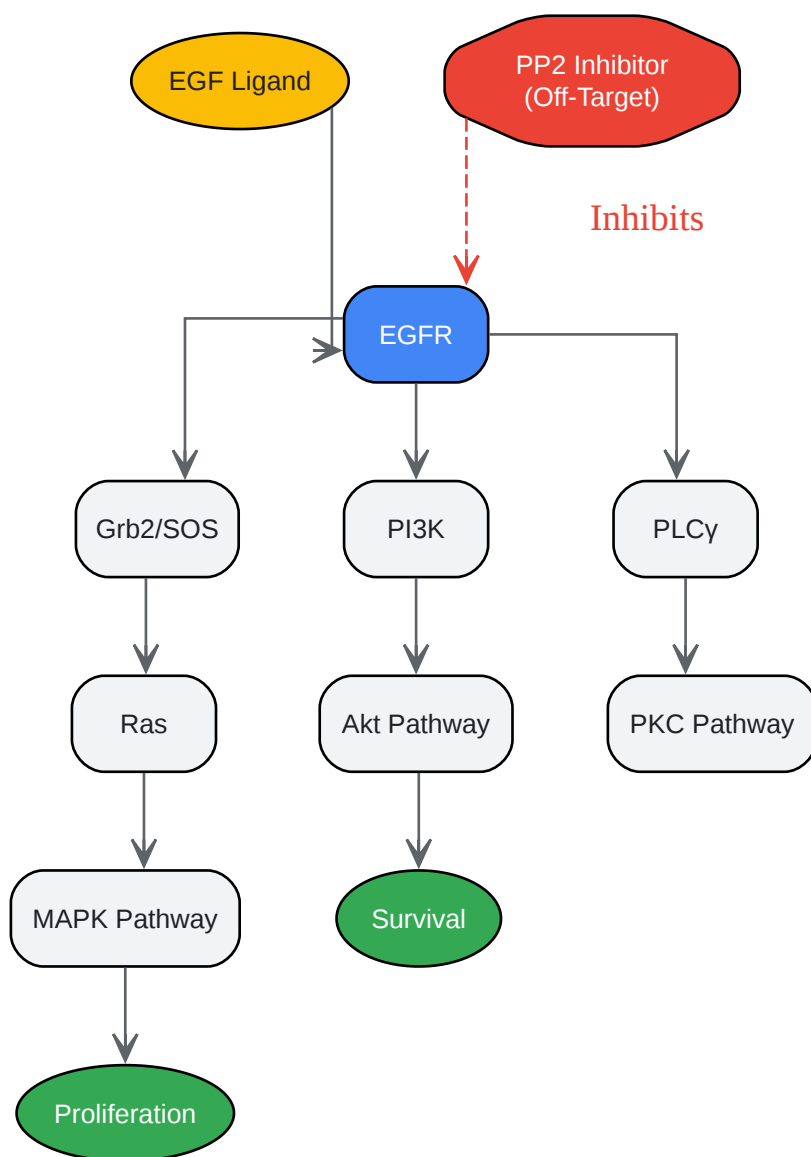 EGF Ligand
PP2 Inhibitor
(Off-Target)
Inhibits
EGFR
Grb2/SOS
PI3K
PLCγ
Ras
Akt Pathway
PKC Pathway
MAPK Pathway
Survival
Proliferation